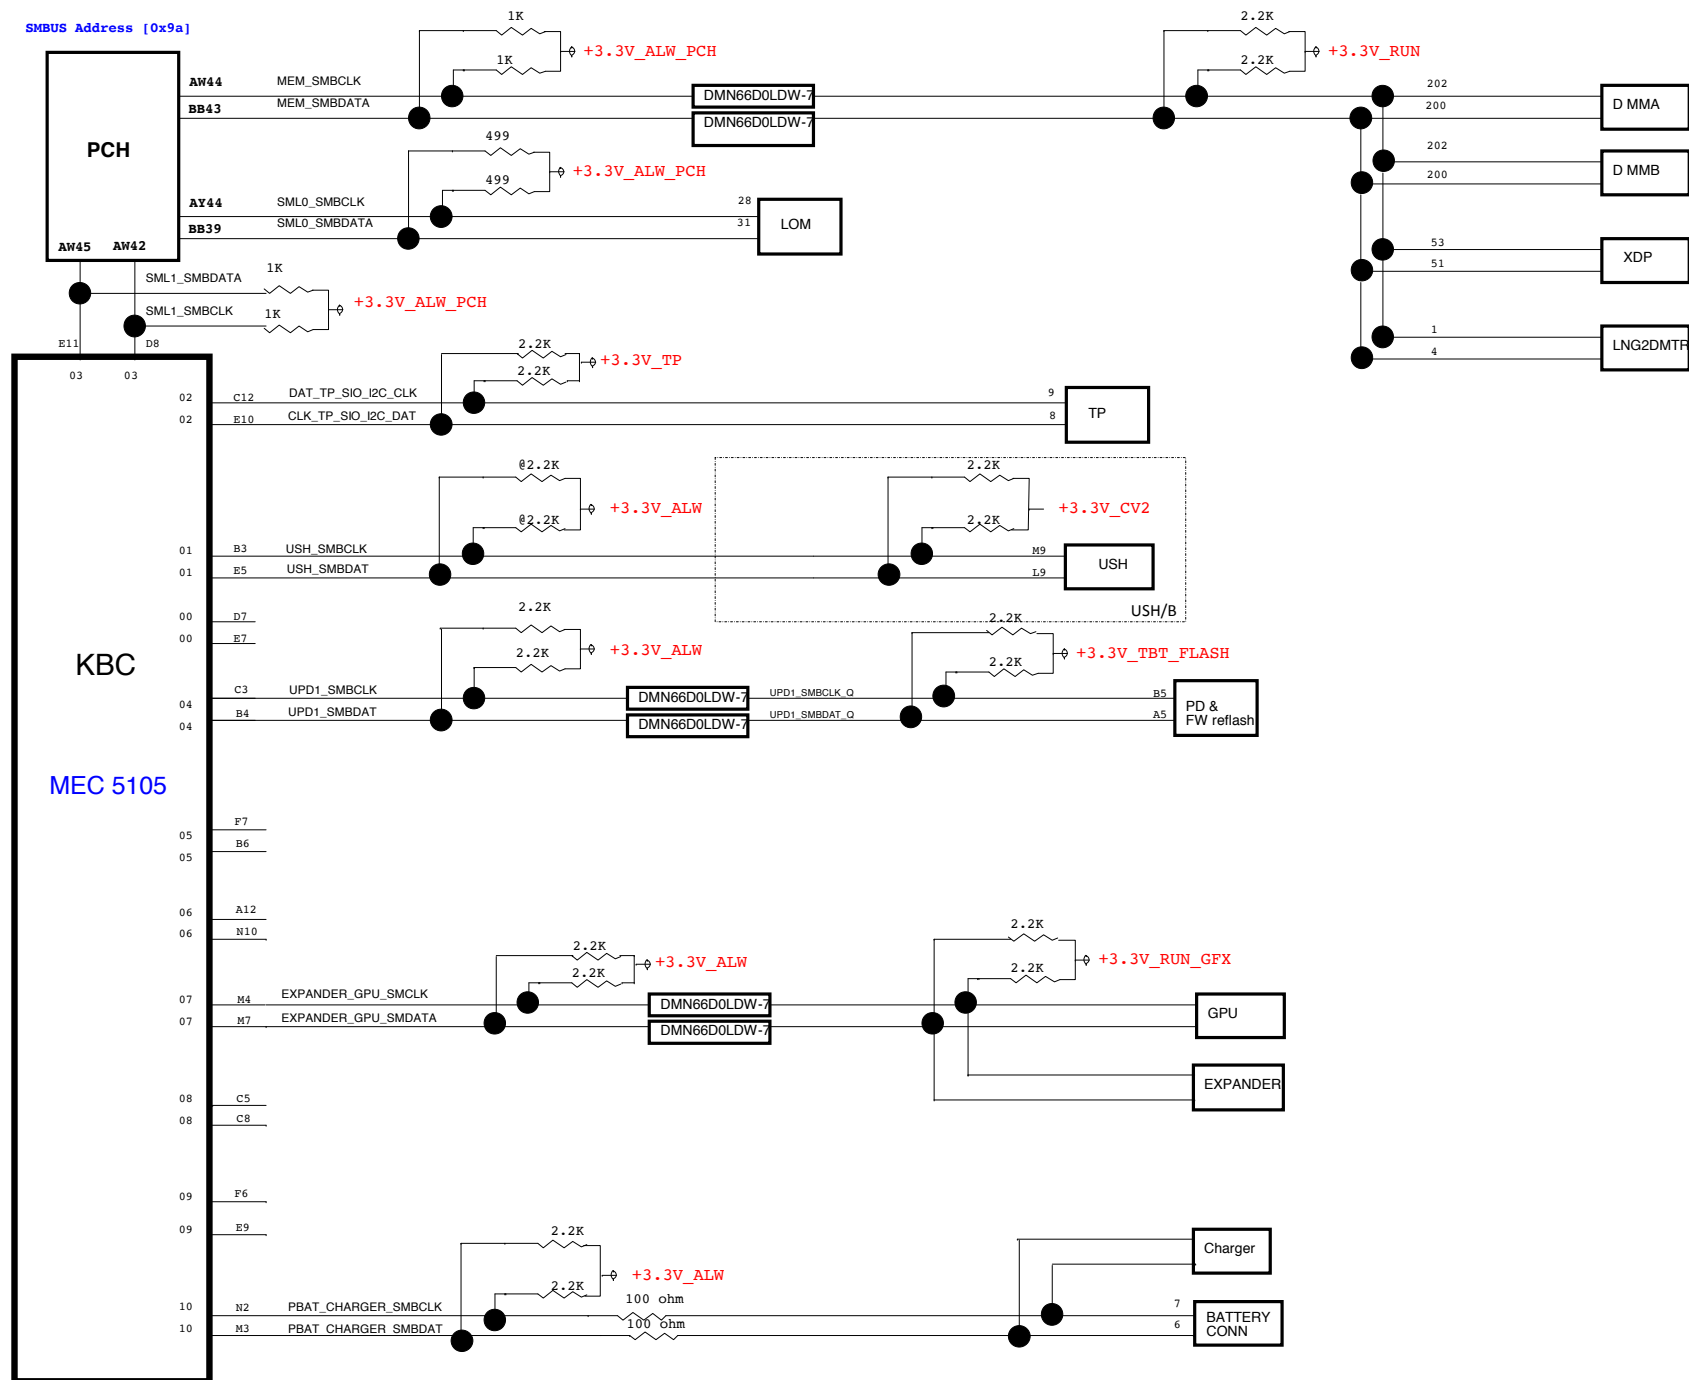 SMBUS Address [0x9a]
1K
1K
+3.3V_ALW_PCH
2.2K
2.2K
+3.3V_RUN
PCH
AW44
MEM_SMBCLK
BB43
MEM_SMBDATA
DMN66D0LDW-7
DMN66D0LDW-7
202
200
D MMA
202
200
D MMB
499
499
+3.3V_ALW_PCH
AY44
SML0_SMBCLK
BB39
SML0_SMBDATA
28
31
LOM
53
51
XDP
1
4
LNG2DMTR
AW45
AW42
SML1_SMBDATA
1K
SML1_SMBCLK
1K
+3.3V_ALW_PCH
E11
D8
03
03
KBC
MEC 5105
2.2K
2.2K
+3.3V_TP
02
C12
DAT_TP_SIO_I2C_CLK
02
E10
CLK_TP_SIO_I2C_DAT
9
8
TP
@2.2K
@2.2K
+3.3V_ALW
2.2K
2.2K
+3.3V_CV2
01
B3
USH_SMBCLK
01
E5
USH_SMBDAT
M9
L9
USH
USH/B
00
D7
00
E7
2.2K
2.2K
+3.3V_ALW
2.2K
2.2K
+3.3V_TBT_FLASH
04
C3
UPD1_SMBCLK
04
B4
UPD1_SMBDAT
DMN66D0LDW-7
DMN66D0LDW-7
UPD1_SMBCLK_Q
UPD1_SMBDAT_Q
B5
A5
PD &
FW reflash
05
F7
05
B6
06
A12
06
N10
2.2K
2.2K
+3.3V_ALW
2.2K
2.2K
+3.3V_RUN_GFX
07
M4
EXPANDER_GPU_SMCLK
07
M7
EXPANDER_GPU_SMDATA
DMN66D0LDW-7
DMN66D0LDW-7
GPU
EXPANDER
08
C5
08
C8
09
F6
09
E9
2.2K
2.2K
+3.3V_ALW
10
N2
PBAT_CHARGER_SMBCLK
10
M3
PBAT CHARGER SMBDAT
100 ohm
100 ohm
Charger
7
6
BATTERY
CONN